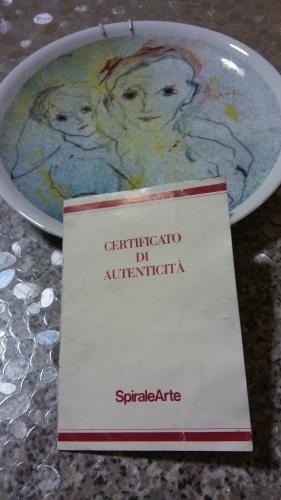 CERTIFICATO
DI
AUTENTICITÀ
SpiraleArte